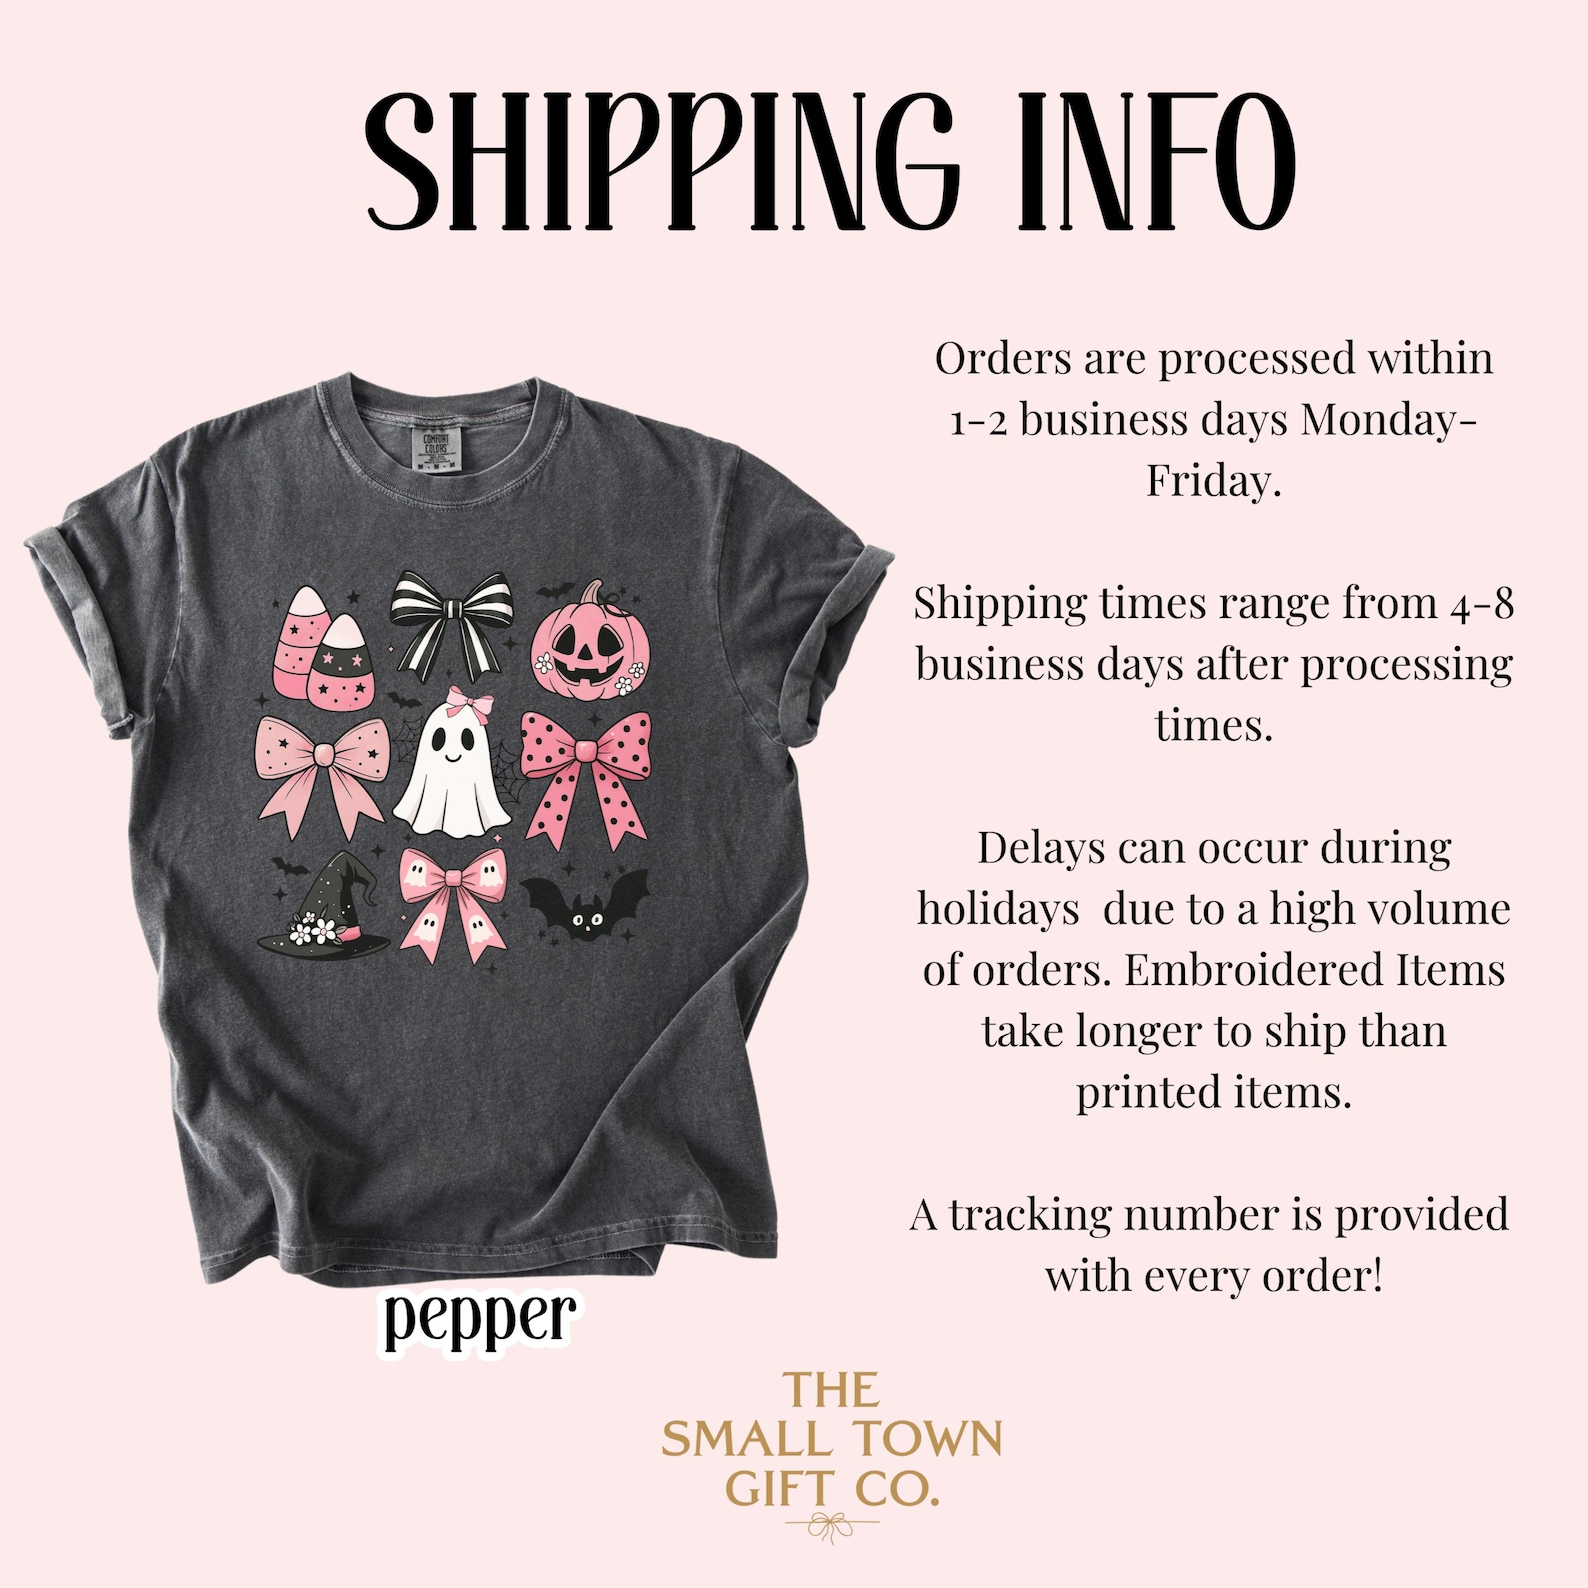 SHIPPING INFO
Orders are processed within
1-2 business days Monday-
Friday.
Shipping times range from 4-8
business days after processing
times.
Delays can occur during
holidays due to a high volume
of orders. Embroidered Items
take longer to ship than
printed items.
A tracking number is provided
with every order!
COMFORT
COLORS
M - M - M
pepper
THE
SMALL TOWN
GIFT CO.